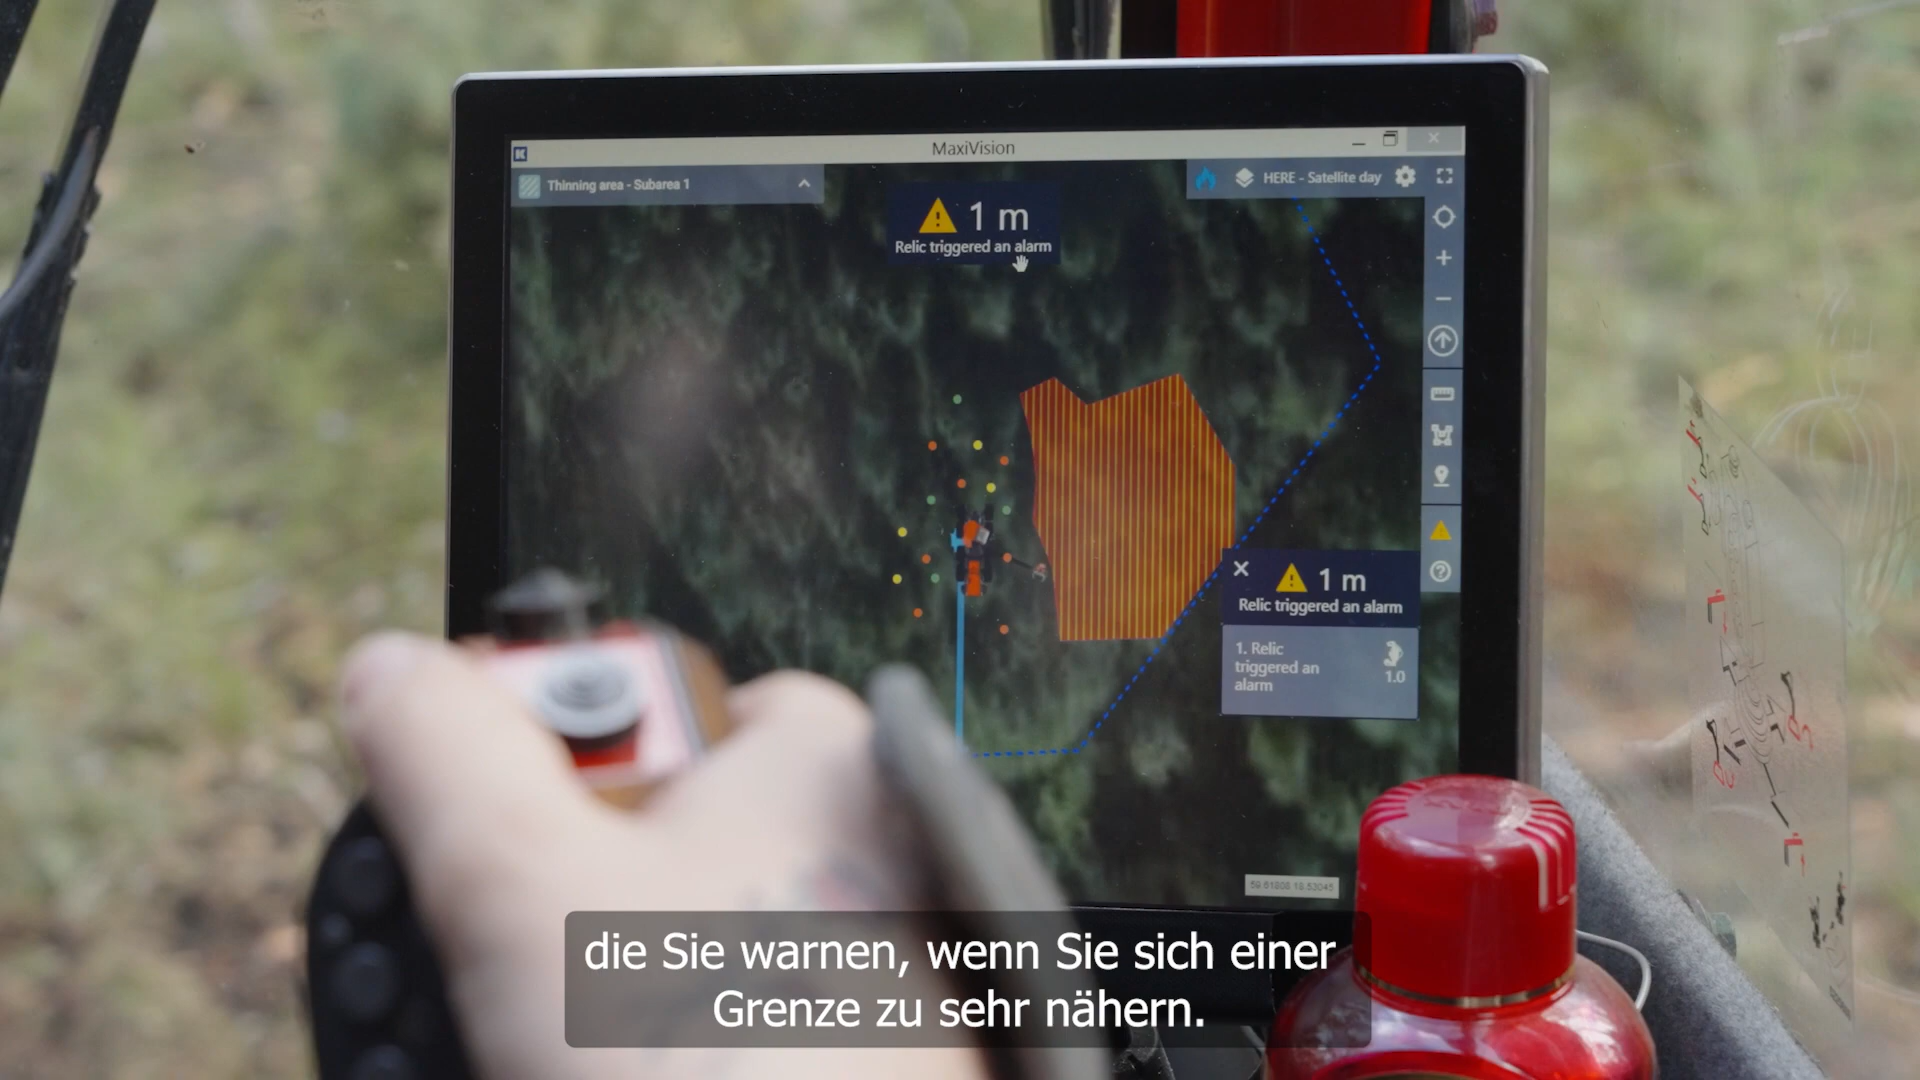 MaxiVision
Thinning area - Subarea 1
HERE - Satellite day
1 m
Relic triggered an alarm
1 m
Relic triggered an alarm
1. Relic
triggered an
alarm
1.0
die Sie warnen, wenn Sie sich einer
Grenze zu sehr nähern.